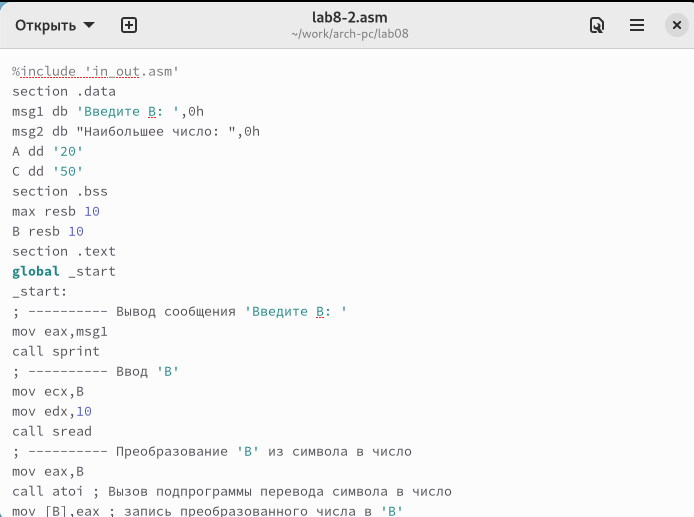 Открыть
lab8-2.asm
~/work/arch-pc/lab08
%include 'in_out.asm'
section .data
msg1 db 'Введите B: ',0h
msg2 db "Наибольшее число: ",0h
A dd '20'
C dd '50'
section .bss
max resb 10
B resb 10
section .text
global _start
_start:
; ---------- Вывод сообщения 'Введите B: '
mov eax,msg1
call sprint
; ---------- Ввод 'B'
mov ecx,B
mov edx,10
call sread
; ---------- Преобразование 'B' из символа в число
mov eax,B
call atoi ; Вызов подпрограммы перевода символа в число
mov [B],eax ; запись преобразованного числа в 'B'